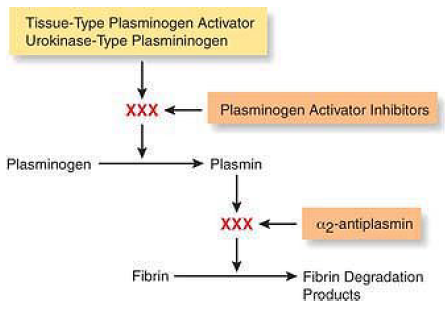 Tissue-Type Plasminogen Activator
Urokinase-Type Plasmininogen
XXX
Plasminogen Activator Inhibitors
Plasminogen
Plasmin
XXX
α2-antiplasmin
Fibrin
Fibrin Degradation
Products